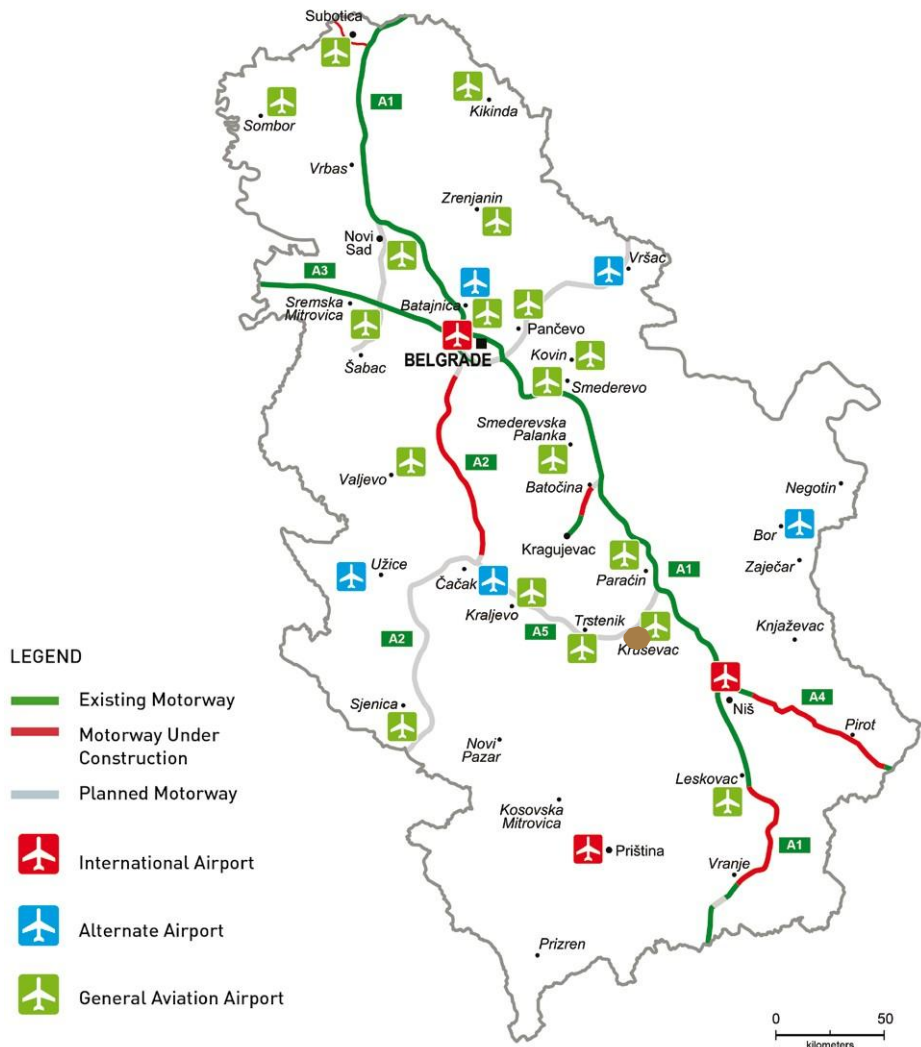 Subotica
A1
Kikinda
Sombor
Vrbas
Zrenjanin
Novi
Sad
Vršac
A3
Batajnica
Sremska
Mitrovica
Pančevo
BELGRADE
Kovin
Šabac
Smederevo
Smederevska
Palanka
A2
Valjevo
Batočina
Negotin
Bor
Kragujevac
Užice
Čačak
Paraćin
A1
Zaječar
Kraljevo
Trstenik
A2
A5
Kruševac
Knjaževac
LEGEND
Existing Motorway
Motorway Under
Construction
Planned Motorway
International Airport
Alternate Airport
General Aviation Airport
Sjenica
Niš
A4
Pirot
Novi
Pazar
Leskovac
Kosovska
Mitrovica
Priština
A1
Vranje
Prizren
0 50
kilometers